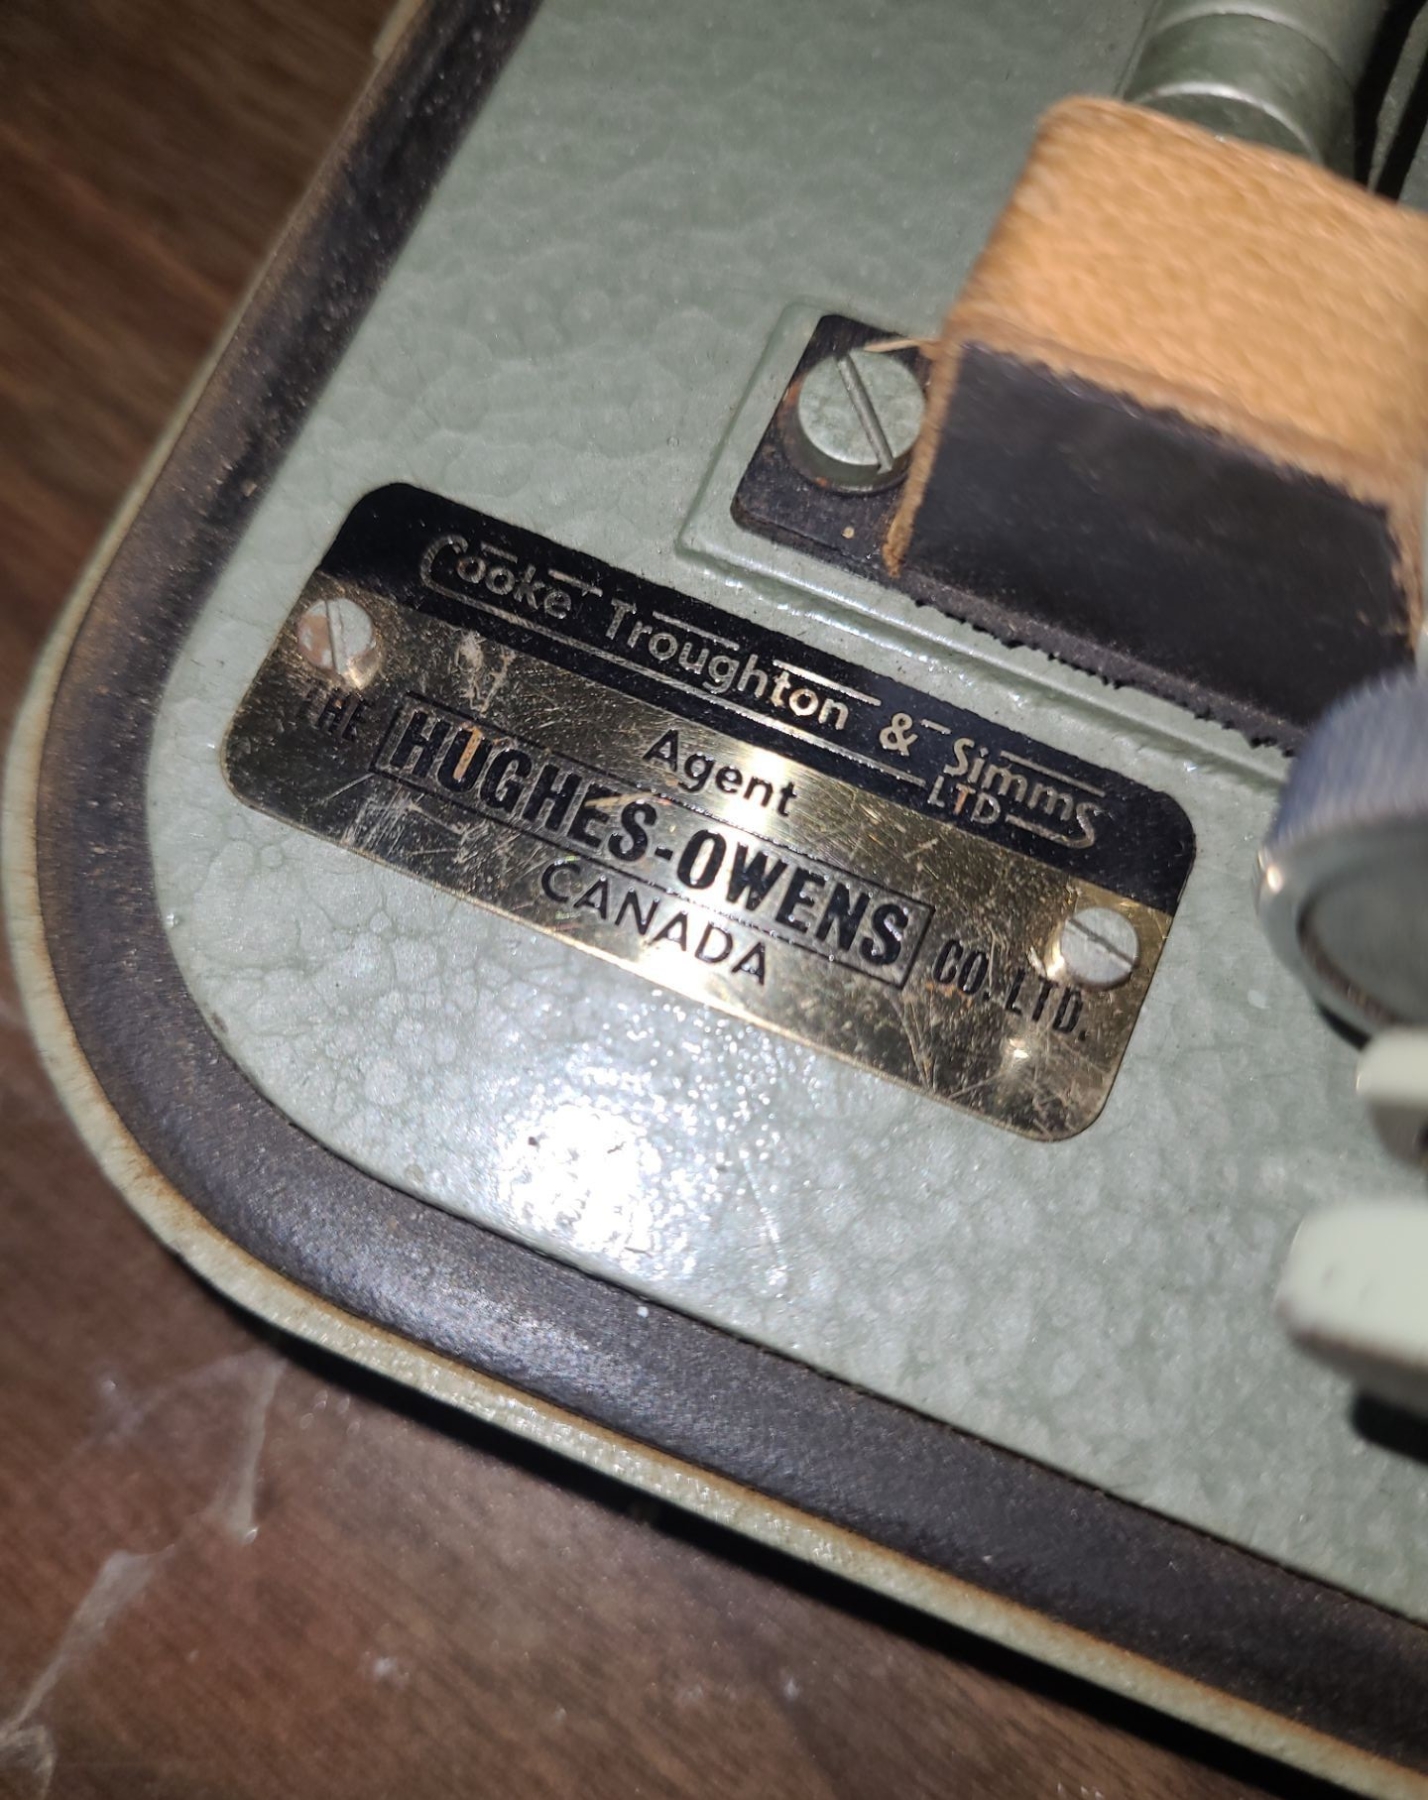 Cooke Troughton & Simms
LTD
Agent
THE HUGHES-OWENS CO. LTD.
CANADA